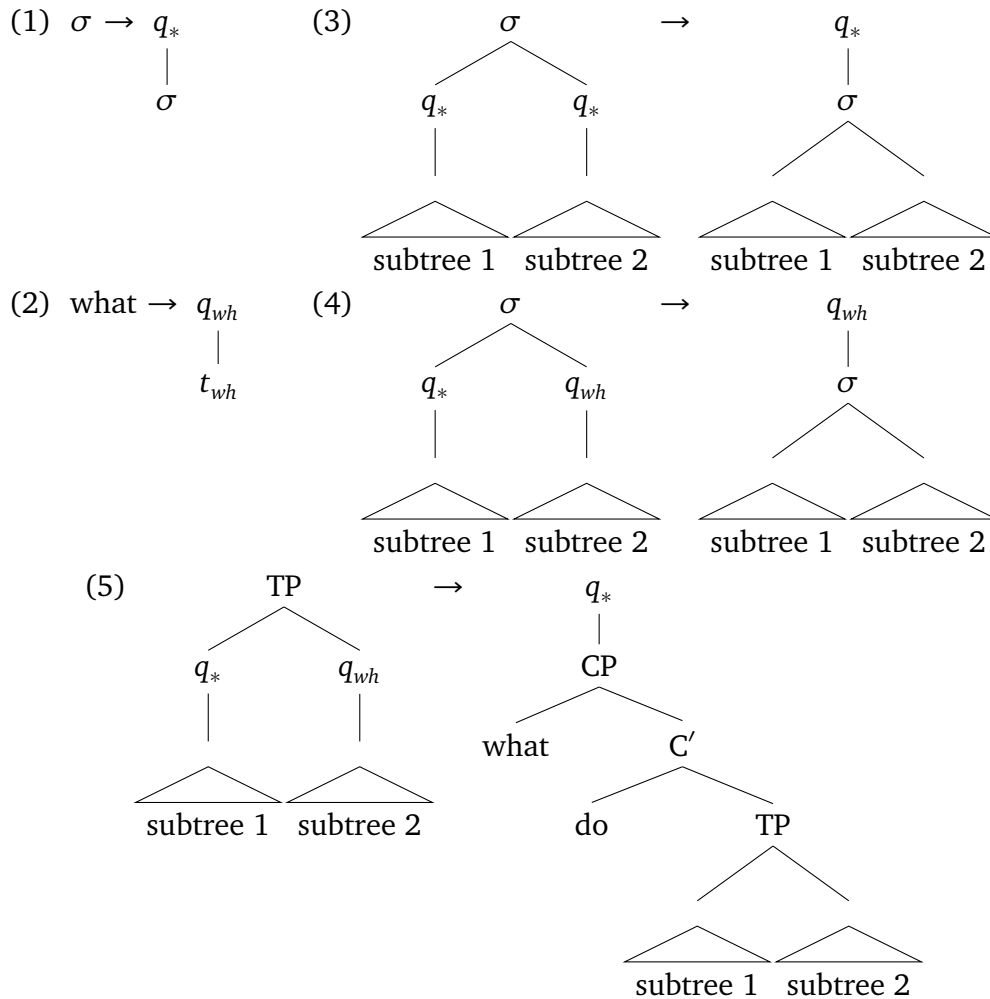 (1) σ → q* (3) σ → q*
σ q* q* σ
subtree 1 subtree 2 subtree 1 subtree 2
(2) what → q_wh (4) σ → q_wh
t_wh q* q_wh σ
subtree 1 subtree 2 subtree 1 subtree 2
(5) TP → q*
q* q_wh CP
what C′
subtree 1 subtree 2 do TP
subtree 1 subtree 2